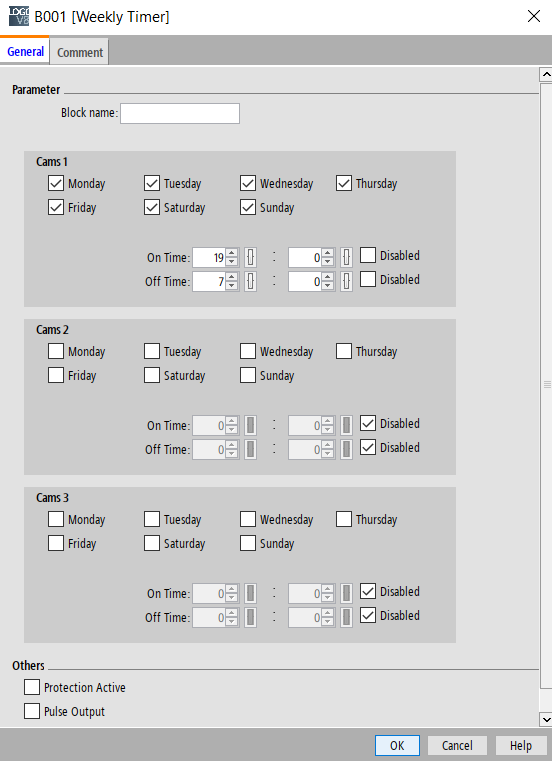 LOGO V8 B001 [Weekly Timer]
General Comment
Parameter
Block name:
Cams 1
Monday Tuesday Wednesday Thursday
Friday Saturday Sunday
On Time: 19 : 0 Disabled
Off Time: 7 : 0 Disabled
Cams 2
Monday Tuesday Wednesday Thursday
Friday Saturday Sunday
On Time: 0 : 0 Disabled
Off Time: 0 : 0 Disabled
Cams 3
Monday Tuesday Wednesday Thursday
Friday Saturday Sunday
On Time: 0 : 0 Disabled
Off Time: 0 : 0 Disabled
Others
Protection Active
Pulse Output
OK Cancel Help